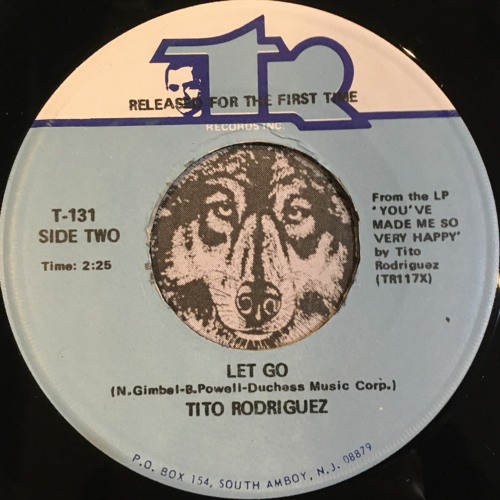 TR
RELEASED FOR THE FIRST TIME
RECORDS INC.
T-131
SIDE TWO
Time: 2:25
From the LP
'YOU'VE
MADE ME SO
VERY HAPPY'
by Tito
Rodriguez
(TR117X)
LET GO
(N.Gimbel-B.Powell-Duchess Music Corp.)
TITO RODRIGUEZ
P.O. BOX 154, SOUTH AMBOY, N.J. 08879